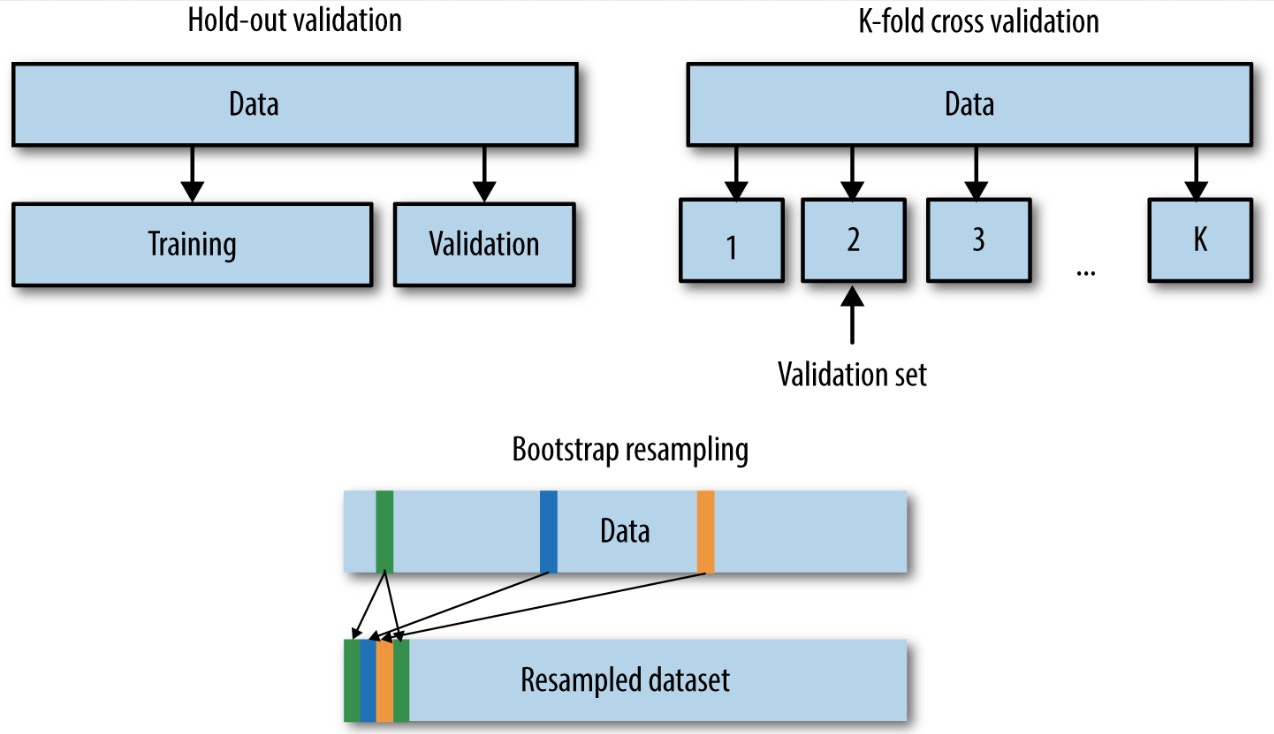 Hold-out validation
Data
Training
Validation
K-fold cross validation
Data
1
2
3
...
K
Validation set
Bootstrap resampling
Data
Resampled dataset